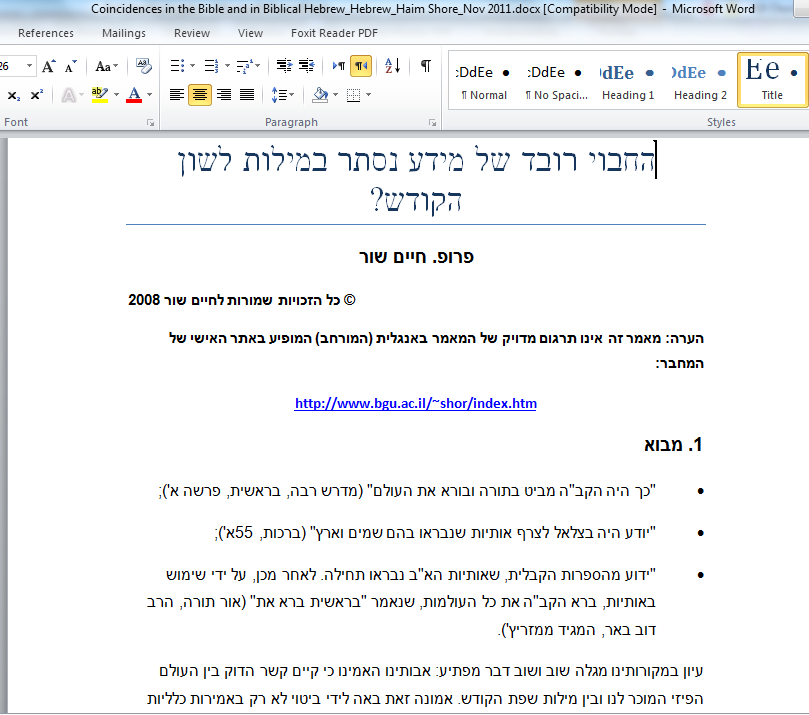 Coincidences in the Bible and in Biblical Hebrew_Hebrew_Haim Shore_Nov 2011.docx [Compatibility Mode] - Microsoft Word
References Mailings Review View Foxit Reader PDF
26 A A Aa
:DdEe :DdEe IdEe DdEe Ee
¶ Normal ¶ No Spaci... Heading 1 Heading 2 Title
x₂ x² A ab A
Font Paragraph Styles
החבוי רובד של מידע נסתר במילות לשון
הקודש?
פרופ. חיים שור
© כל הזכויות שמורות לחיים שור 2008
הערה: מאמר זה אינו תרגום מדויק של המאמר באנגלית (המורחב) המופיע באתר האישי של
המחבר:
http://www.bgu.ac.il/~shor/index.htm
1. מבוא
• "כך היה הקב"ה מביט בתורה ובורא את העולם" (מדרש רבה, בראשית, פרשה א');
• "יודע היה בצלאל לצרף אותיות שנבראו בהם שמים וארץ" (ברכות, 55א');
• "ידוע מהספרות הקבלית, שאותיות הא"ב נבראו תחילה. לאחר מכן, על ידי שימוש
באותיות, ברא הקב"ה את כל העולמות, שנאמר "בראשית ברא את" (אור תורה, הרב
דוב באר, המגיד ממזריץ').
עיון במקורותינו מגלה שוב ושוב דבר מפתיע: אבותינו האמינו כי קיים קשר הדוק בין העולם
הפיזי המוכר לנו ובין מילות שפת הקודש. אמונה זאת באה לידי ביטוי לא רק באמירות כלליות